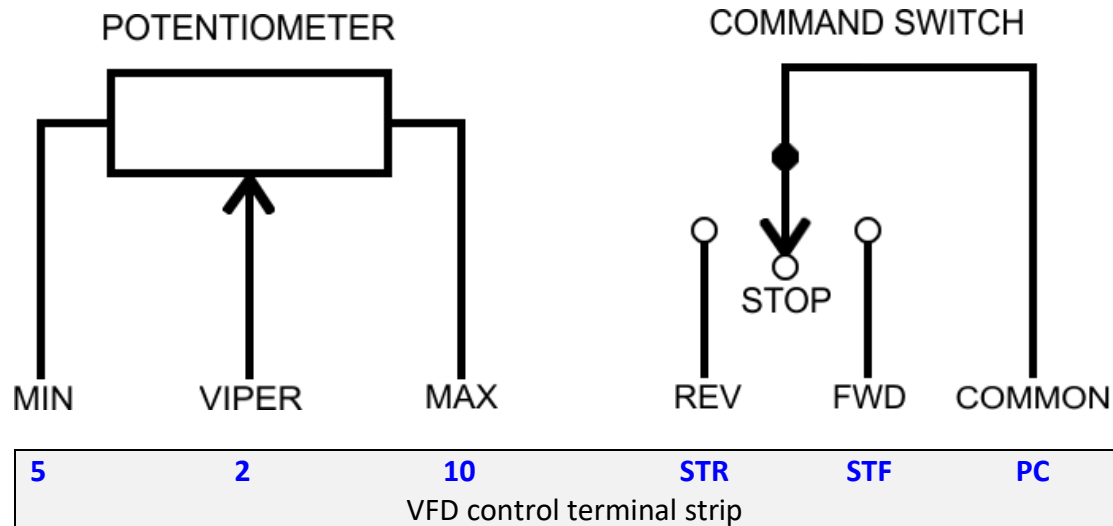 POTENTIOMETER
COMMAND SWITCH
STOP
MIN VIPER MAX REV FWD COMMON
5 2 10 STR STF PC
VFD control terminal strip